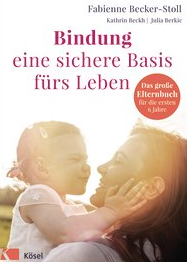 Fabienne Becker-Stoll
Kathrin Beckh | Julia Berkic
Bindung
eine sichere Basis
fürs Leben
Das große
Elternbuch
für die ersten
6 Jahre
Kösel